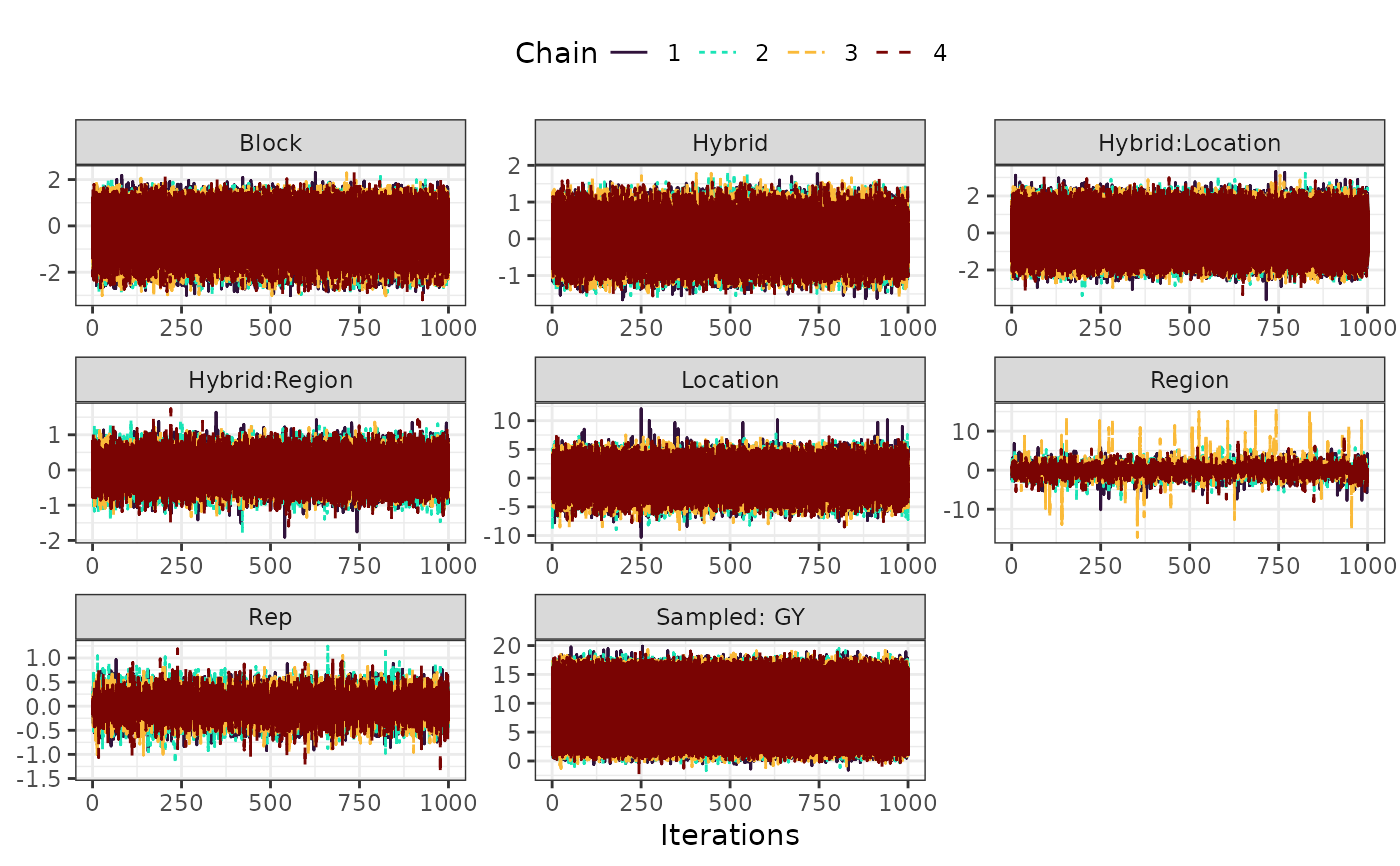 Chain 1 2 3 4
Block Hybrid Hybrid:Location
2 0 -2
0 250 500 750 1000
2 1 0 -1
0 250 500 750 1000
2 0 -2
0 250 500 750 1000
Hybrid:Region Location Region
1 0 -1 -2
0 250 500 750 1000
10 5 0 -5 -10
0 250 500 750 1000
10 0 -10
0 250 500 750 1000
Rep Sampled: GY
1.0 0.5 0.0 -0.5 -1.0 -1.5
0 250 500 750 1000
20 15 10 5 0
0 250 500 750 1000
Iterations